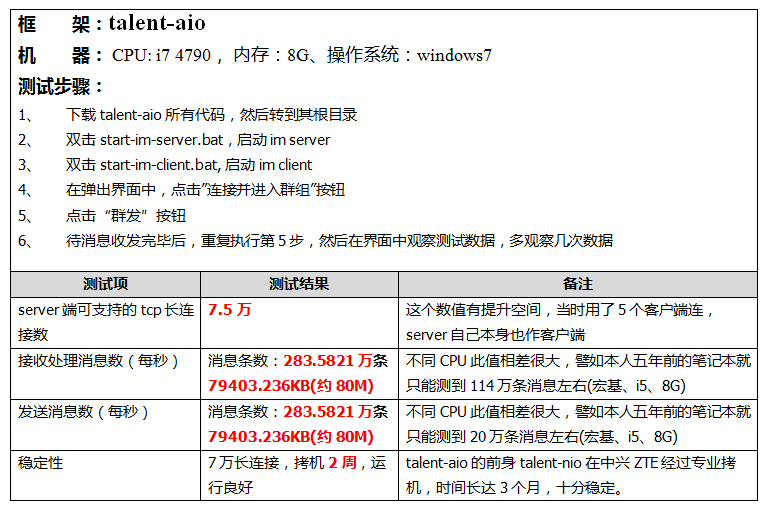 框 架：talent-aio
机 器： CPU: i7 4790 ， 内存：8G、操作系统：windows7
测试步骤：
1、 下载 talent-aio 所有代码，然后转到其根目录
2、 双击 start-im-server.bat，启动 im server
3、 双击 start-im-client.bat, 启动 im client
4、 在弹出界面中，点击”连接并进入群组”按钮
5、 点击“群发”按钮
6、 待消息收发完毕后，重复执行第 5 步，然后在界面中观察测试数据，多观察几次数据
测试项 测试结果 备注
server 端可支持的 tcp 长连
接数
7.5 万
这个数值有提升空间，当时用了 5 个客户端连，
server 自己本身也作客户端
接收处理消息数（每秒）
消息条数：283.5821 万条
79403.236KB(约 80M)
不同 CPU 此值相差很大，譬如本人五年前的笔记本就
只能测到 114 万条消息左右(宏基、i5、8G)
发送消息数（每秒）
消息条数：283.5821 万条
79403.236KB(约 80M)
不同 CPU 此值相差很大，譬如本人五年前的笔记本就
只能测到 20 万条消息左右(宏基、i5、8G)
稳定性
7 万长连接，拷机 2 周，运
行良好
talent-aio 的前身 talent-nio 在中兴 ZTE 经过专业拷
机，时间长达 3 个月，十分稳定。